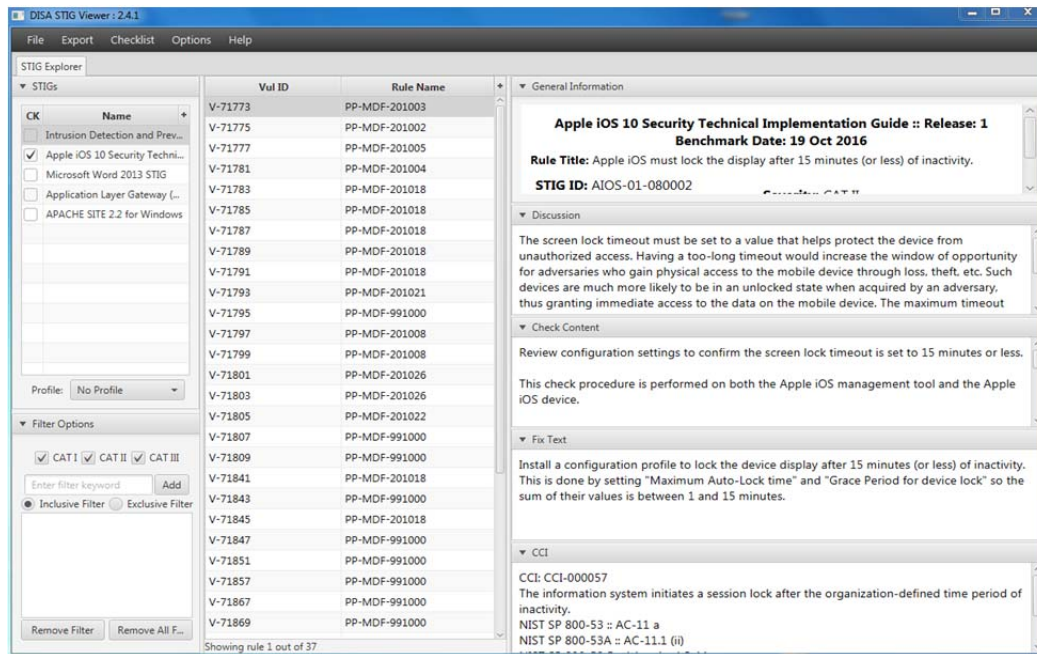 DISA STIG Viewer : 2.4.1
File Export Checklist Options Help
STIG Explorer
STIGs
CK Name +
Intrusion Detection and Prev...
Apple iOS 10 Security Techni...
Microsoft Word 2013 STIG
Application Layer Gateway (...
APACHE SITE 2.2 for Windows
Profile: No Profile
Filter Options
CAT I CAT II CAT III
Enter filter keyword Add
Inclusive Filter Exclusive Filter
Remove Filter Remove All F...
Vul ID Rule Name +
V-71773 PP-MDF-201003
V-71775 PP-MDF-201002
V-71777 PP-MDF-201005
V-71781 PP-MDF-201004
V-71783 PP-MDF-201018
V-71785 PP-MDF-201018
V-71787 PP-MDF-201018
V-71789 PP-MDF-201018
V-71791 PP-MDF-201018
V-71793 PP-MDF-201021
V-71795 PP-MDF-991000
V-71797 PP-MDF-201008
V-71799 PP-MDF-201008
V-71801 PP-MDF-201026
V-71803 PP-MDF-201026
V-71805 PP-MDF-201022
V-71807 PP-MDF-991000
V-71809 PP-MDF-991000
V-71841 PP-MDF-201018
V-71843 PP-MDF-991000
V-71845 PP-MDF-201018
V-71847 PP-MDF-991000
V-71851 PP-MDF-991000
V-71857 PP-MDF-991000
V-71867 PP-MDF-991000
V-71869 PP-MDF-991000
Showing rule 1 out of 37
General Information
Apple iOS 10 Security Technical Implementation Guide :: Release: 1
Benchmark Date: 19 Oct 2016
Rule Title: Apple iOS must lock the display after 15 minutes (or less) of inactivity.
STIG ID: AIOS-01-080002
Severity: CAT II
Discussion
The screen lock timeout must be set to a value that helps protect the device from
unauthorized access. Having a too-long timeout would increase the window of opportunity
for adversaries who gain physical access to the mobile device through loss, theft, etc. Such
devices are much more likely to be in an unlocked state when acquired by an adversary,
thus granting immediate access to the data on the mobile device. The maximum timeout
Check Content
Review configuration settings to confirm the screen lock timeout is set to 15 minutes or less.
This check procedure is performed on both the Apple iOS management tool and the Apple
iOS device.
Fix Text
Install a configuration profile to lock the device display after 15 minutes (or less) of inactivity.
This is done by setting "Maximum Auto-Lock time" and "Grace Period for device lock" so the
sum of their values is between 1 and 15 minutes.
CCI
CCI: CCI-000057
The information system initiates a session lock after the organization-defined time period of
inactivity.
NIST SP 800-53 :: AC-11 a
NIST SP 800-53A :: AC-11.1 (ii)